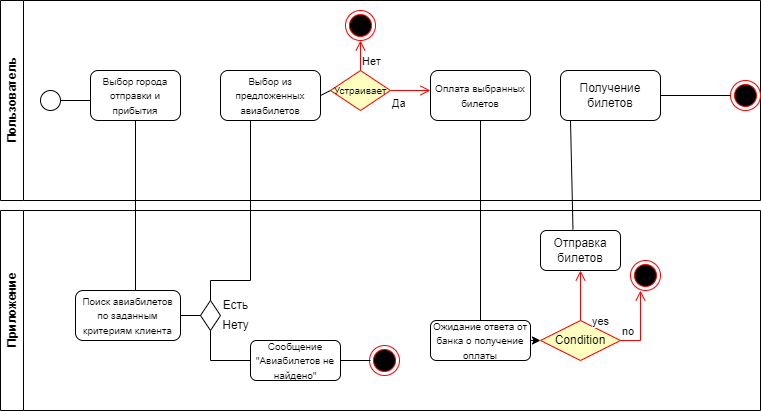 Пользователь
Выбор города
отправки и
прибытия
Выбор из
предложенных
авиабилетов
Устраивает
Нет
Да
Оплата выбранных
билетов
Получение
билетов
Приложение
Поиск авиабилетов
по заданным
критериям клиента
Есть
Нету
Сообщение
"Авиабилетов не
найдено"
Ожидание ответа от
банка о получение
оплаты
Condition
yes
no
Отправка
билетов